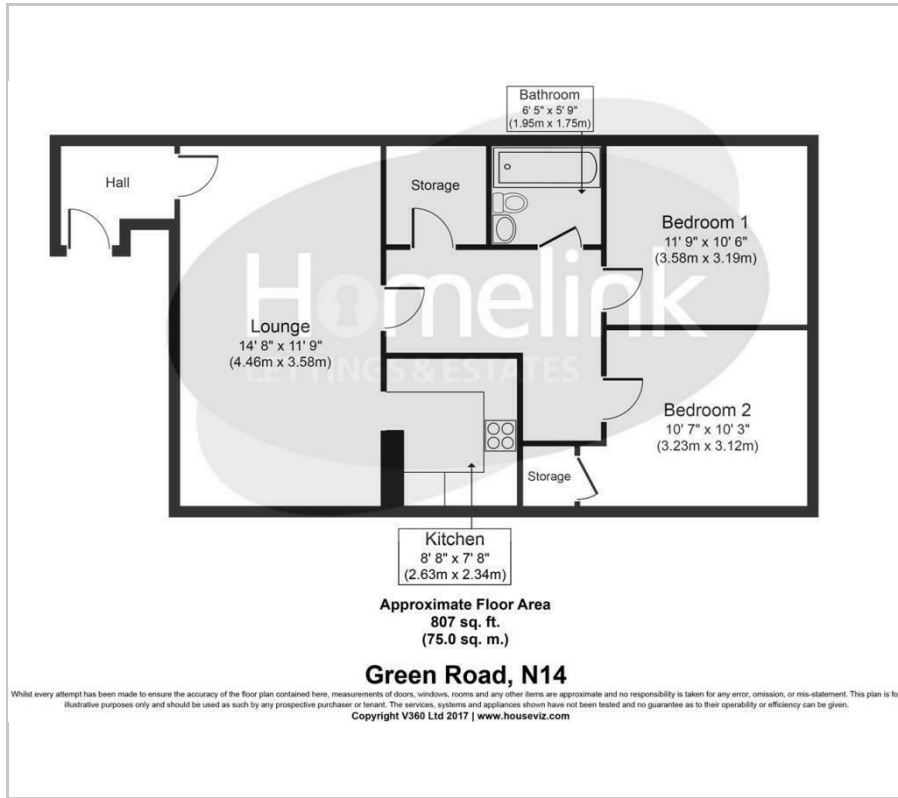 Bathroom
6' 5" x 5' 9"
(1.95m x 1.75m)
Hall
Storage
Bedroom 1
11' 9" x 10' 6"
(3.58m x 3.19m)
Homelink
LETTINGS & ESTATES
Lounge
14' 8" x 11' 9"
(4.46m x 3.58m)
Bedroom 2
10' 7" x 10' 3"
(3.23m x 3.12m)
Storage
Kitchen
8' 8" x 7' 8"
(2.63m x 2.34m)
Approximate Floor Area
807 sq. ft.
(75.0 sq. m.)
Green Road, N14
Whilst every attempt has been made to ensure the accuracy of the floor plan contained here, measurements of doors, windows, rooms and any other items are approximate and no responsibility is taken for any error, omission, or mis-statement. This plan is fo
illustrative purposes only and should be used as such by any prospective purchaser or tenant. The services, systems and appliances shown have not been tested and no guarantee as to their operability or efficiency can be given.
Copyright V360 Ltd 2017 | www.houseviz.com